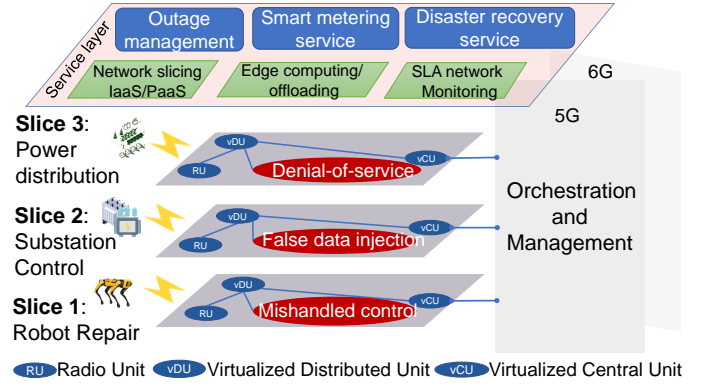 Service layer
Outage
management
Smart metering
service
Disaster recovery
service
Network slicing
IaaS/PaaS
Edge computing/
offloading
SLA network
Monitoring
6G
5G
Orchestration
and
Management
Slice 3:
Power
distribution
RU
vDU
Denial-of-service
vCU
Slice 2:
Substation
Control
RU
vDU
False data injection
vCU
Slice 1:
Robot Repair
RU
vDU
Mishandled control
vCU
RU Radio Unit
vDU Virtualized Distributed Unit
vCU Virtualized Central Unit